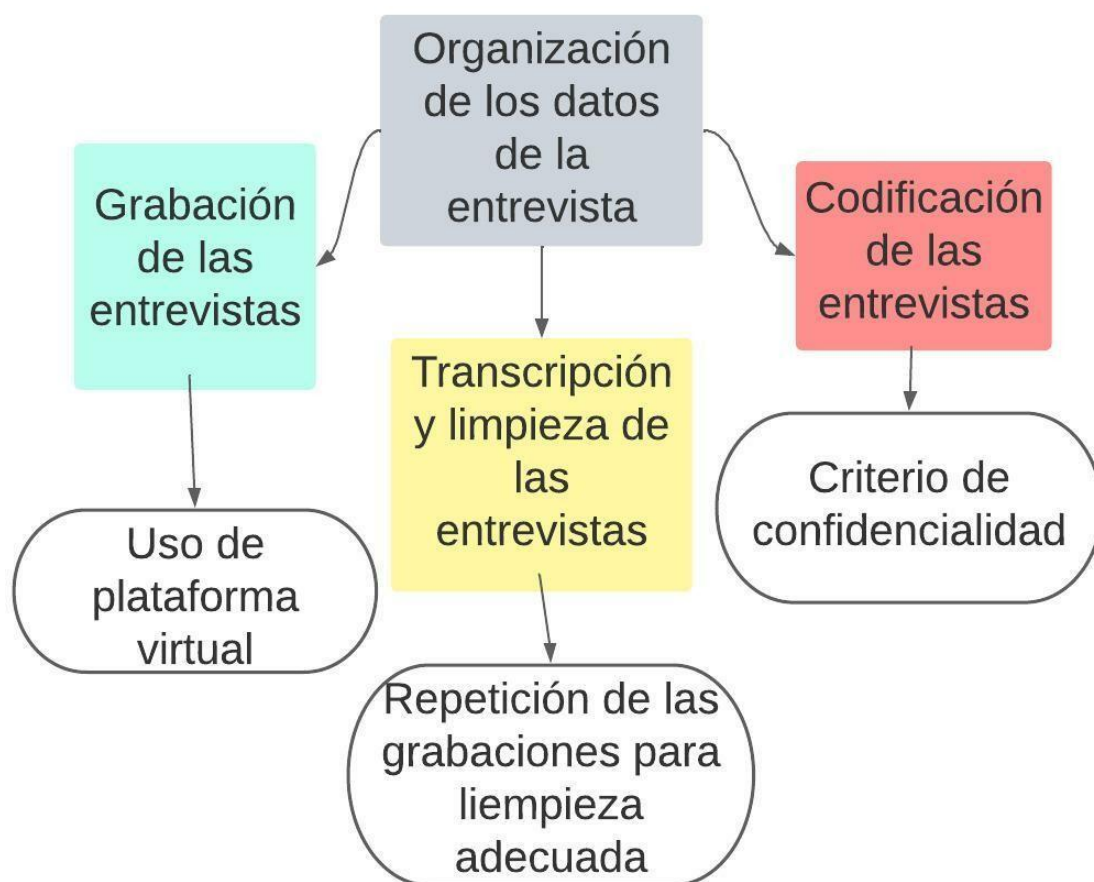 Organización
de los datos
de la
entrevista
Grabación
de las
entrevistas
Codificación
de las
entrevistas
Transcripción
y limpieza de
las
entrevistas
Uso de
plataforma
virtual
Criterio de
confidencialidad
Repetición de las
grabaciones para
liempieza
adecuada